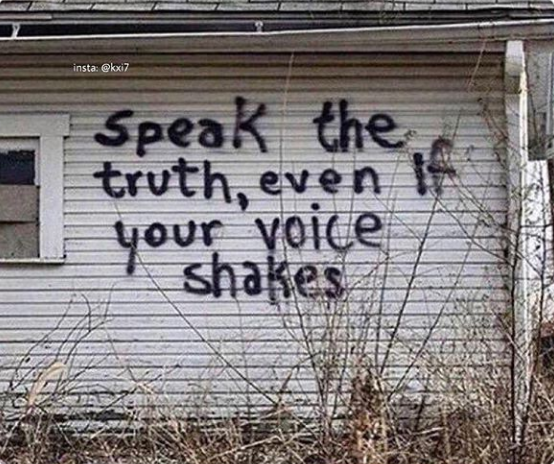 insta: @kxi7
speak the
truth, even if
your voice
shakes